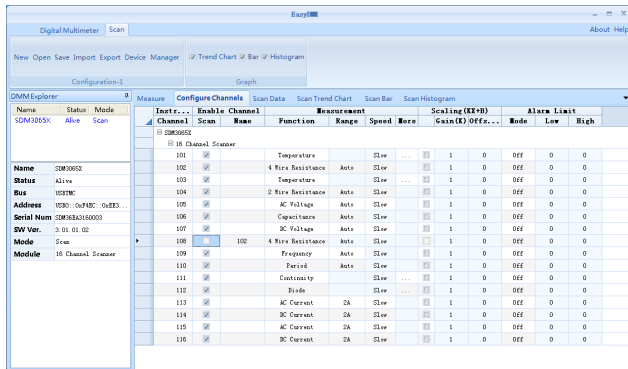 Easy
Digital Multimeter Scan About Help
New Open Save Import Export Device Manager Trend Chart Bar Histogram
Configuration-1 Graph
DMM Explorer
Measure Configure Channels Scan Data Scan Trend Chart Scan Bar Scan Histogram
Name Status Mode
SDM3065X Alive Scan
Name SDM3065X
Status Alive
Bus USBTMC
Address USB0::0xF4EC::0xEE3...
Serial Num SDM36EA3160003
SW Ver. 3.01.01.02
Mode Scan
Module 16 Channel Scanner
Instr... Enable Channel Measurement Scaling(KX+B) Alarm Limit
Channel Scan Name Function Range Speed More Gain(K) Offs... Mode Low High
SDM3065X
16 Channel Scanner
101 Temperature Slow ... 1 0 Off 0 0
102 4 Wire Resistance Auto Slow 1 0 Off 0 0
103 Temperature Slow ... 1 0 Off 0 0
104 2 Wire Resistance Auto Slow 1 0 Off 0 0
105 AC Voltage Auto Slow 1 0 Off 0 0
106 Capacitance Auto Slow 1 0 Off 0 0
107 DC Voltage Auto Slow 1 0 Off 0 0
108 102 4 Wire Resistance Auto Slow 1 0 Off 0 0
109 Frequency Auto Slow 1 0 Off 0 0
110 Period Auto Slow 1 0 Off 0 0
111 Continuity Slow ... 1 0 Off 0 0
112 Diode Slow ... 1 0 Off 0 0
113 AC Current 2A Slow 1 0 Off 0 0
114 DC Current 2A Slow 1 0 Off 0 0
115 AC Current 2A Slow 1 0 Off 0 0
116 DC Current 2A Slow 1 0 Off 0 0